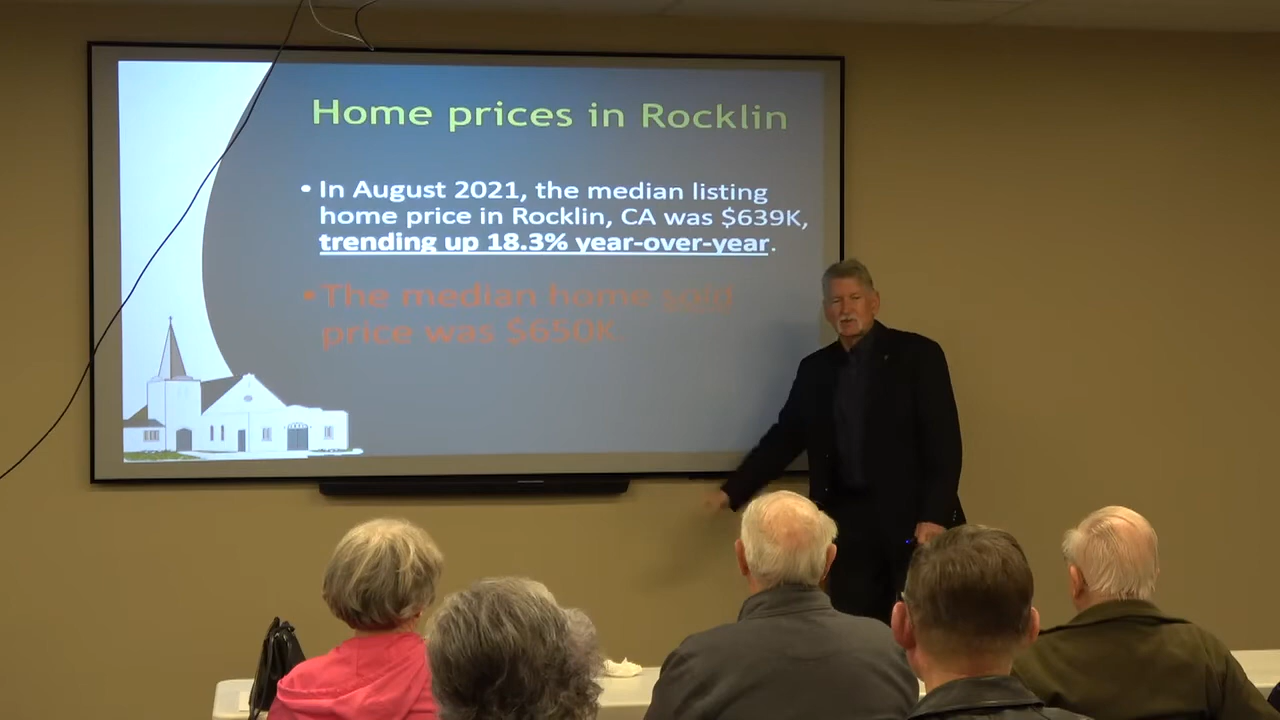 Home prices in Rocklin
• In August 2021, the median listing
home price in Rocklin, CA was $639K,
trending up 18.3% year-over-year.
• The median home sold
price was $650K